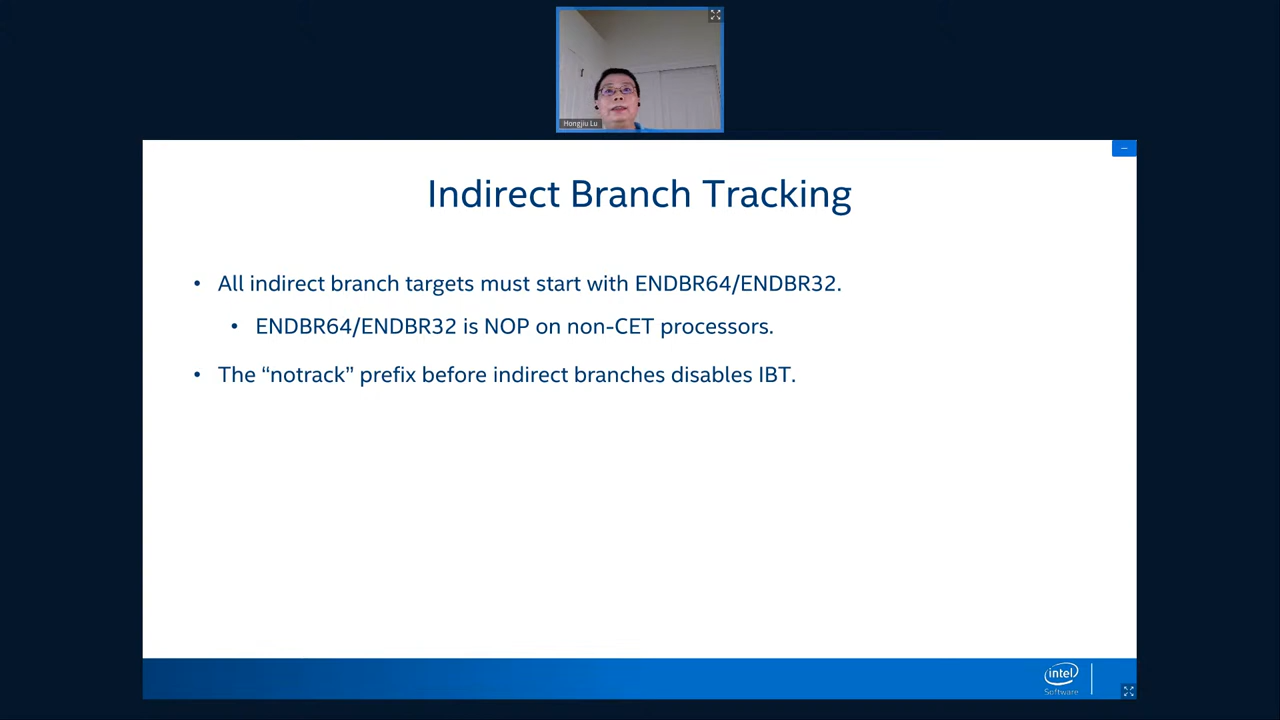 Hongjiu Lu
Indirect Branch Tracking
• All indirect branch targets must start with ENDBR64/ENDBR32.
• ENDBR64/ENDBR32 is NOP on non-CET processors.
• The “notrack” prefix before indirect branches disables IBT.
intel
Software